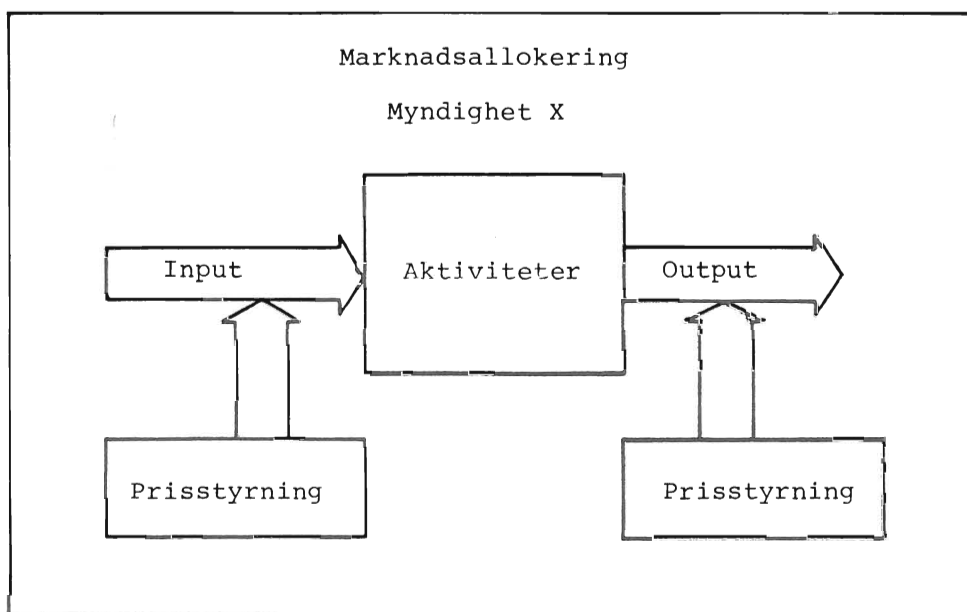 Marknadsallokering
Myndighet X
Input
Aktiviteter
Output
Prisstyrning
Prisstyrning